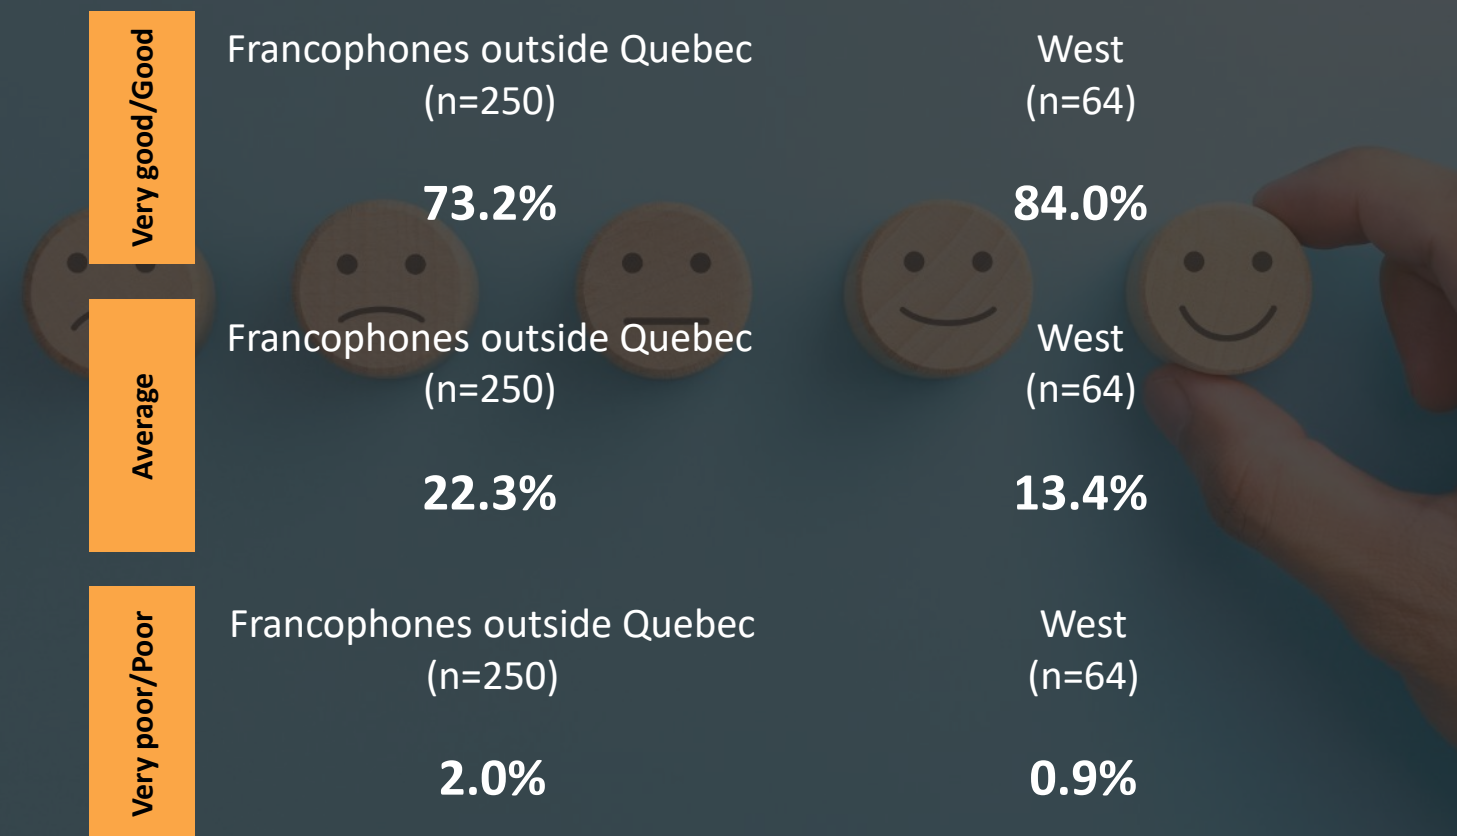 Very good/Good
Francophones outside Quebec
(n=250)
73.2%
West
(n=64)
84.0%
Average
Francophones outside Quebec
(n=250)
22.3%
West
(n=64)
13.4%
Very poor/Poor
Francophones outside Quebec
(n=250)
2.0%
West
(n=64)
0.9%